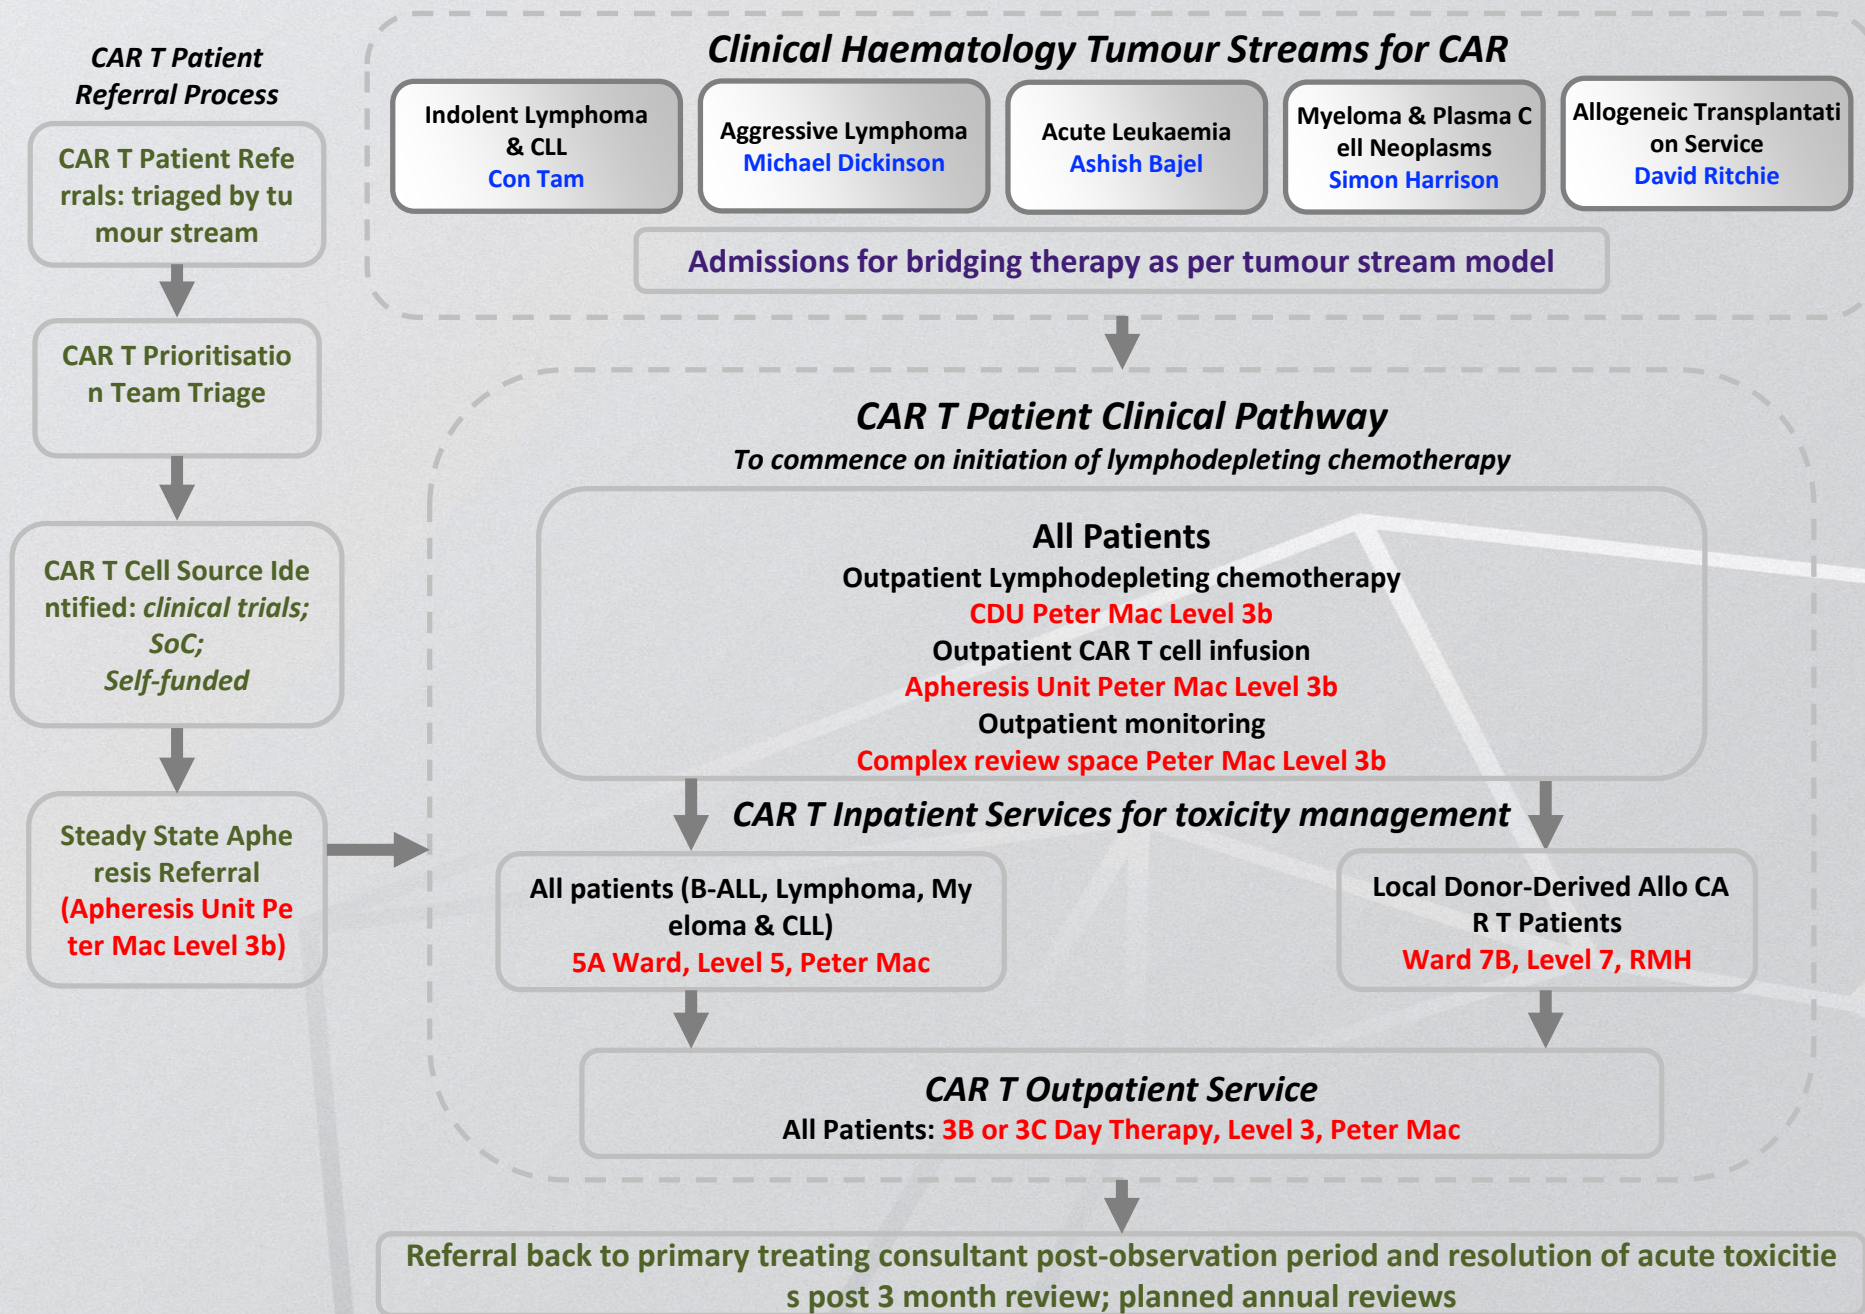 CAR T Patient
Referral Process
CAR T Patient Refe
rrals: triaged by tu
mour stream
CAR T Prioritisatio
n Team Triage
CAR T Cell Source Ide
ntified: clinical trials;
SoC;
Self-funded
Steady State Aphe
resis Referral
(Apheresis Unit Pe
ter Mac Level 3b)
Clinical Haematology Tumour Streams for CAR
Indolent Lymphoma
& CLL
Con Tam
Aggressive Lymphoma
Michael Dickinson
Acute Leukaemia
Ashish Bajel
Myeloma & Plasma C
ell Neoplasms
Simon Harrison
Allogeneic Transplantati
on Service
David Ritchie
Admissions for bridging therapy as per tumour stream model
CAR T Patient Clinical Pathway
To commence on initiation of lymphodepleting chemotherapy
All Patients
Outpatient Lymphodepleting chemotherapy
CDU Peter Mac Level 3b
Outpatient CAR T cell infusion
Apheresis Unit Peter Mac Level 3b
Outpatient monitoring
Complex review space Peter Mac Level 3b
CAR T Inpatient Services for toxicity management
All patients (B-ALL, Lymphoma, My
eloma & CLL)
5A Ward, Level 5, Peter Mac
Local Donor-Derived Allo CA
R T Patients
Ward 7B, Level 7, RMH
CAR T Outpatient Service
All Patients: 3B or 3C Day Therapy, Level 3, Peter Mac
Referral back to primary treating consultant post-observation period and resolution of acute toxicitie
s post 3 month review; planned annual reviews